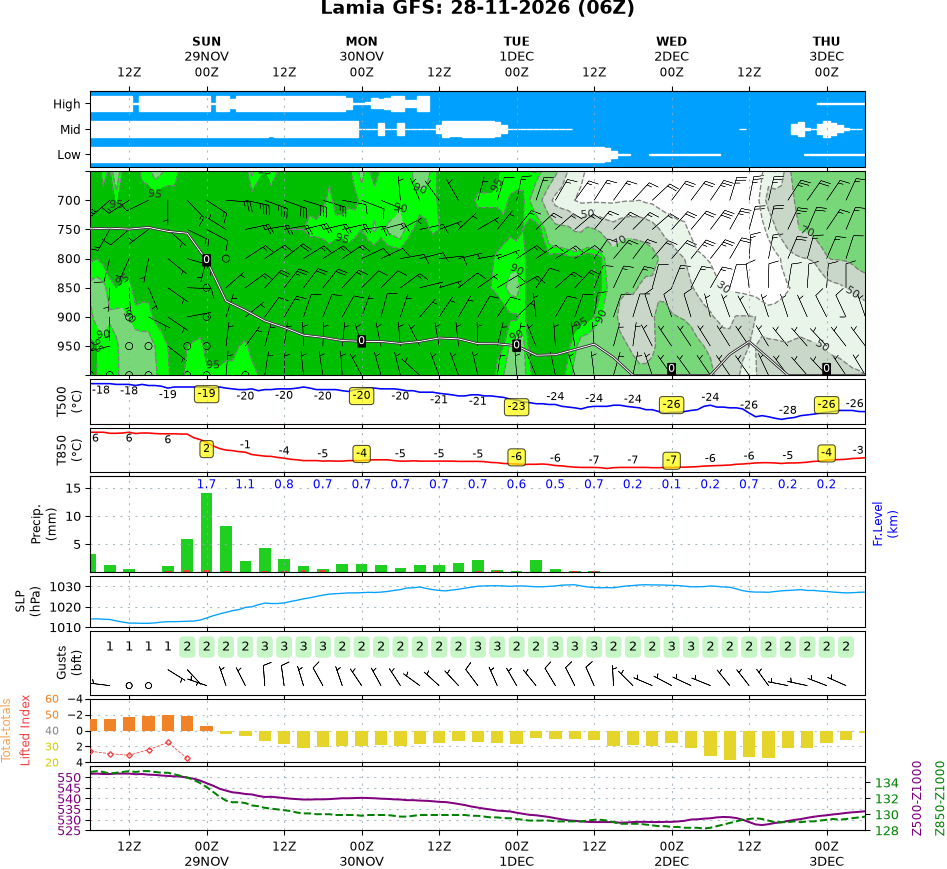 Lamia GFS: 28-11-2026 (06Z)
SUN MON TUE WED THU
29NOV 30NOV 1DEC 2DEC 3DEC
12Z 00Z 12Z 00Z 12Z 00Z 12Z 00Z 12Z 00Z
High
Mid
Low
95 95 90 90 95 50 70 70 30 50 90 95 90 95 90 50 90 95 95
700
750
800
850
900
950
0 0 0 0 0
T500
(°C)
-18 -18 -19 -19 -20 -20 -20 -20 -20 -21 -21 -23 -24 -24 -24 -26 -24 -26 -28 -26 -26
T850
(°C)
6 6 6 2 -1 -4 -5 -4 -5 -5 -5 -6 -5 -6 -7 -7 -7 -6 -6 -5 -4 -3
Precip.
(mm)
15
10
5
1.7 1.1 0.8 0.7 0.7 0.7 0.7 0.7 0.6 0.5 0.7 0.2 0.1 0.2 0.7 0.2 0.2
Fr.Level
(km)
SLP
(hPa)
1030
1020
1010
Gusts
(bft)
1 1 1 1 2 2 2 2 3 3 3 3 2 2 2 2 2 2 2 3 3 2 2 3 3 3 2 2 2 2 2 2 2 2 2 2 2 2 2
Total-totals
Lifted Index
60 −4
50 −2
40 0
30 2
20 4
550
545
540
535
530
525
134
132
130
128
Z500-Z1000
Z850-Z1000
12Z 00Z 12Z 00Z 12Z 00Z 12Z 00Z 12Z 00Z
29NOV 30NOV 1DEC 2DEC 3DEC